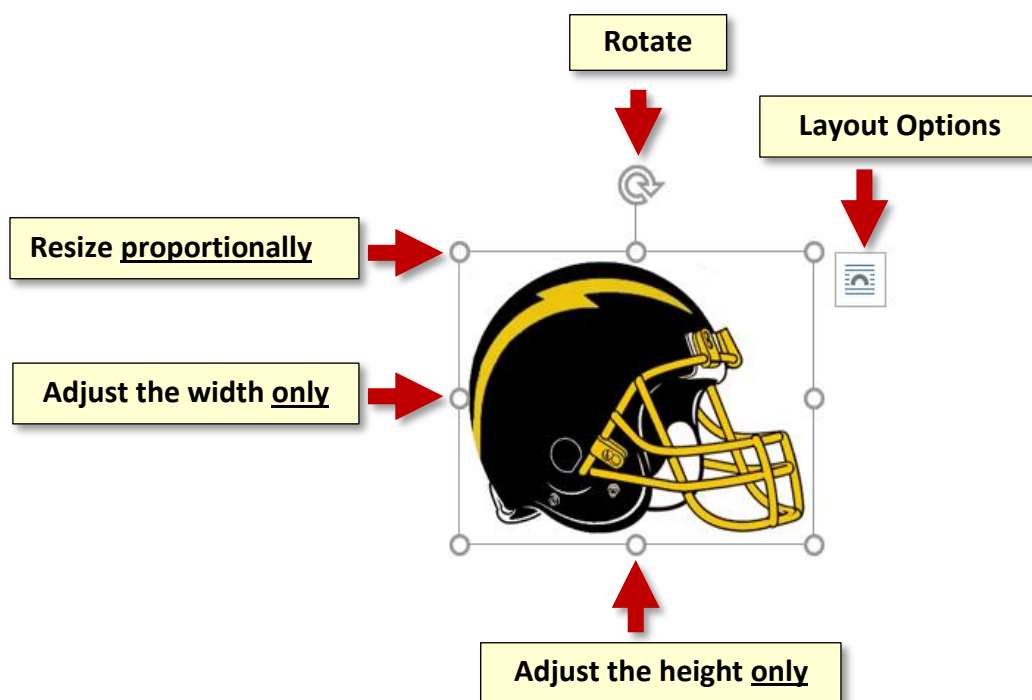 Rotate
Layout Options
Resize proportionally
Adjust the width only
Adjust the height only